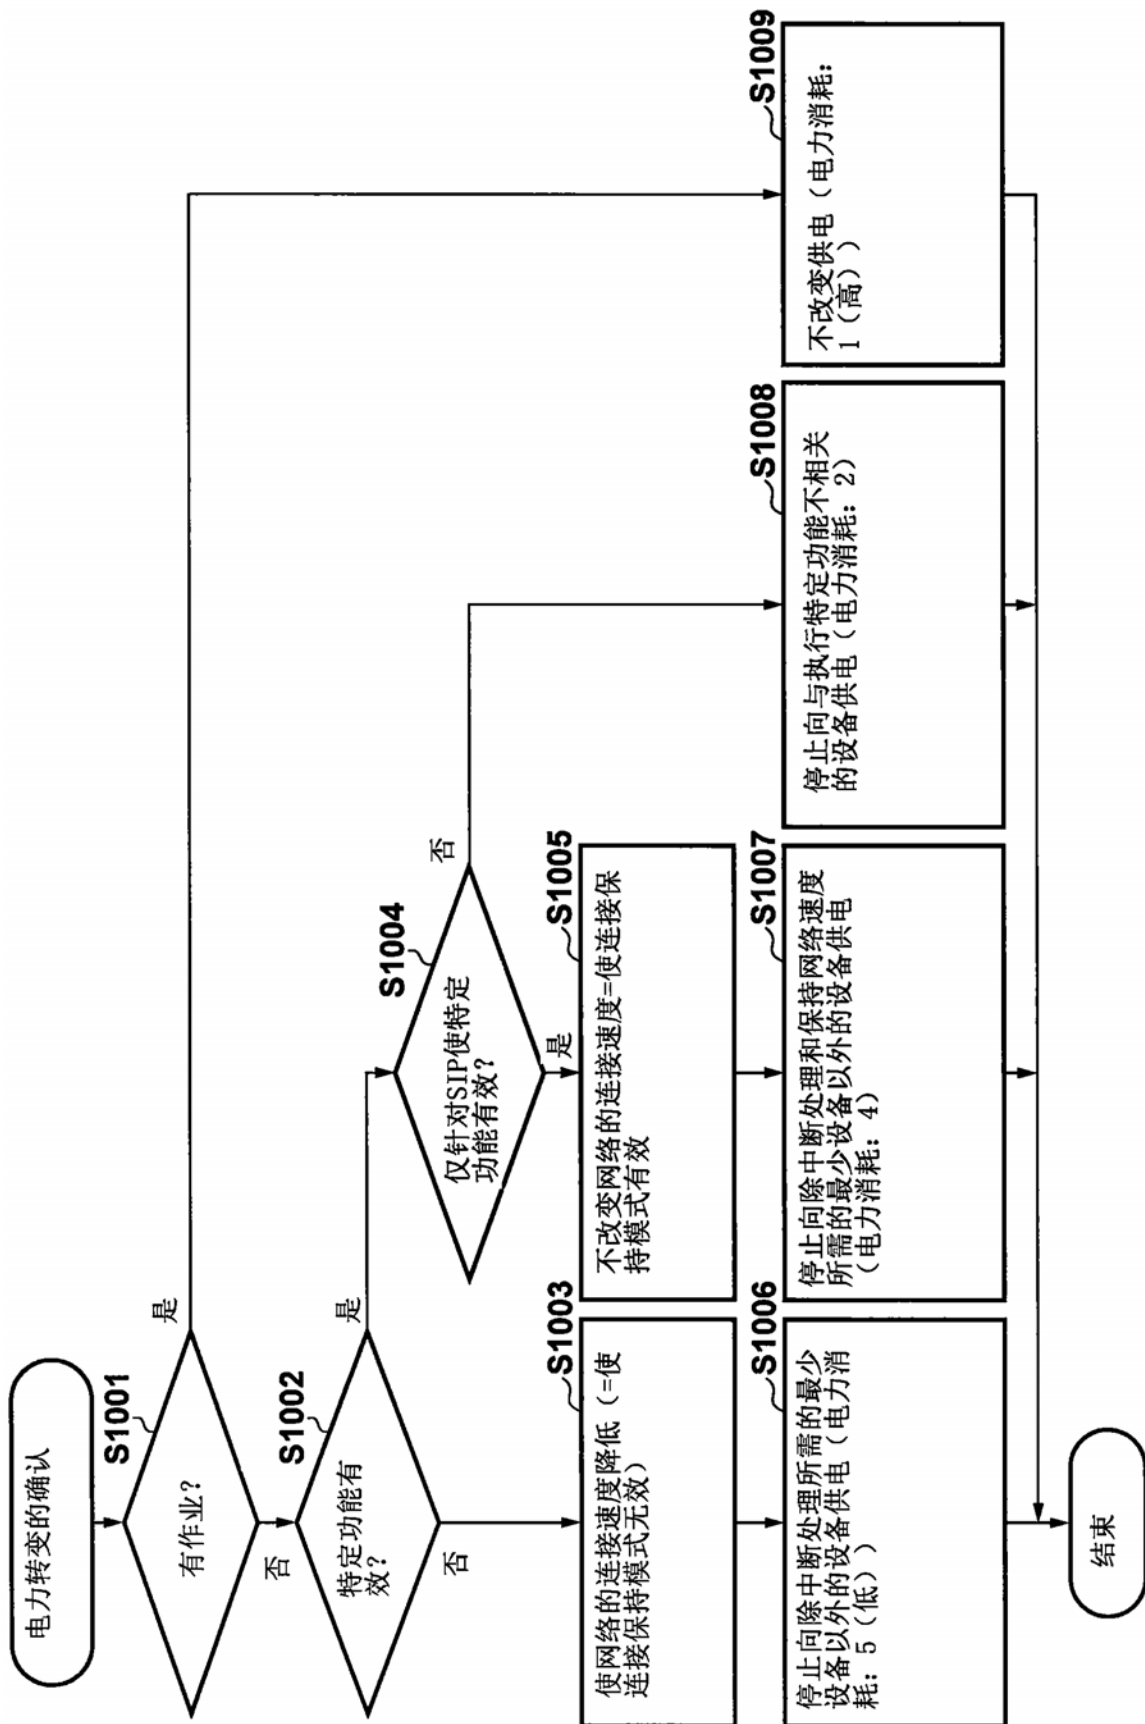 电力转变的确认
S1001
有作业？
是
否
S1002
特定功能有
效？
是
否
S1004
仅针对SIP使特定
功能有效？
否
是
S1003
使网络的连接速度降低（=使
连接保持模式无效）
S1005
不改变网络的连接速度=使连接保
持模式有效
S1006
停止向除中断处理所需的最少
设备以外的设备供电（电力消
耗：5（低））
S1007
停止向除中断处理和保持网络速度
所需的最少设备以外的设备供电
（电力消耗：4）
S1008
停止向与执行特定功能不相关
的设备供电（电力消耗：2）
S1009
不改变供电（电力消耗：
1（高））
结束